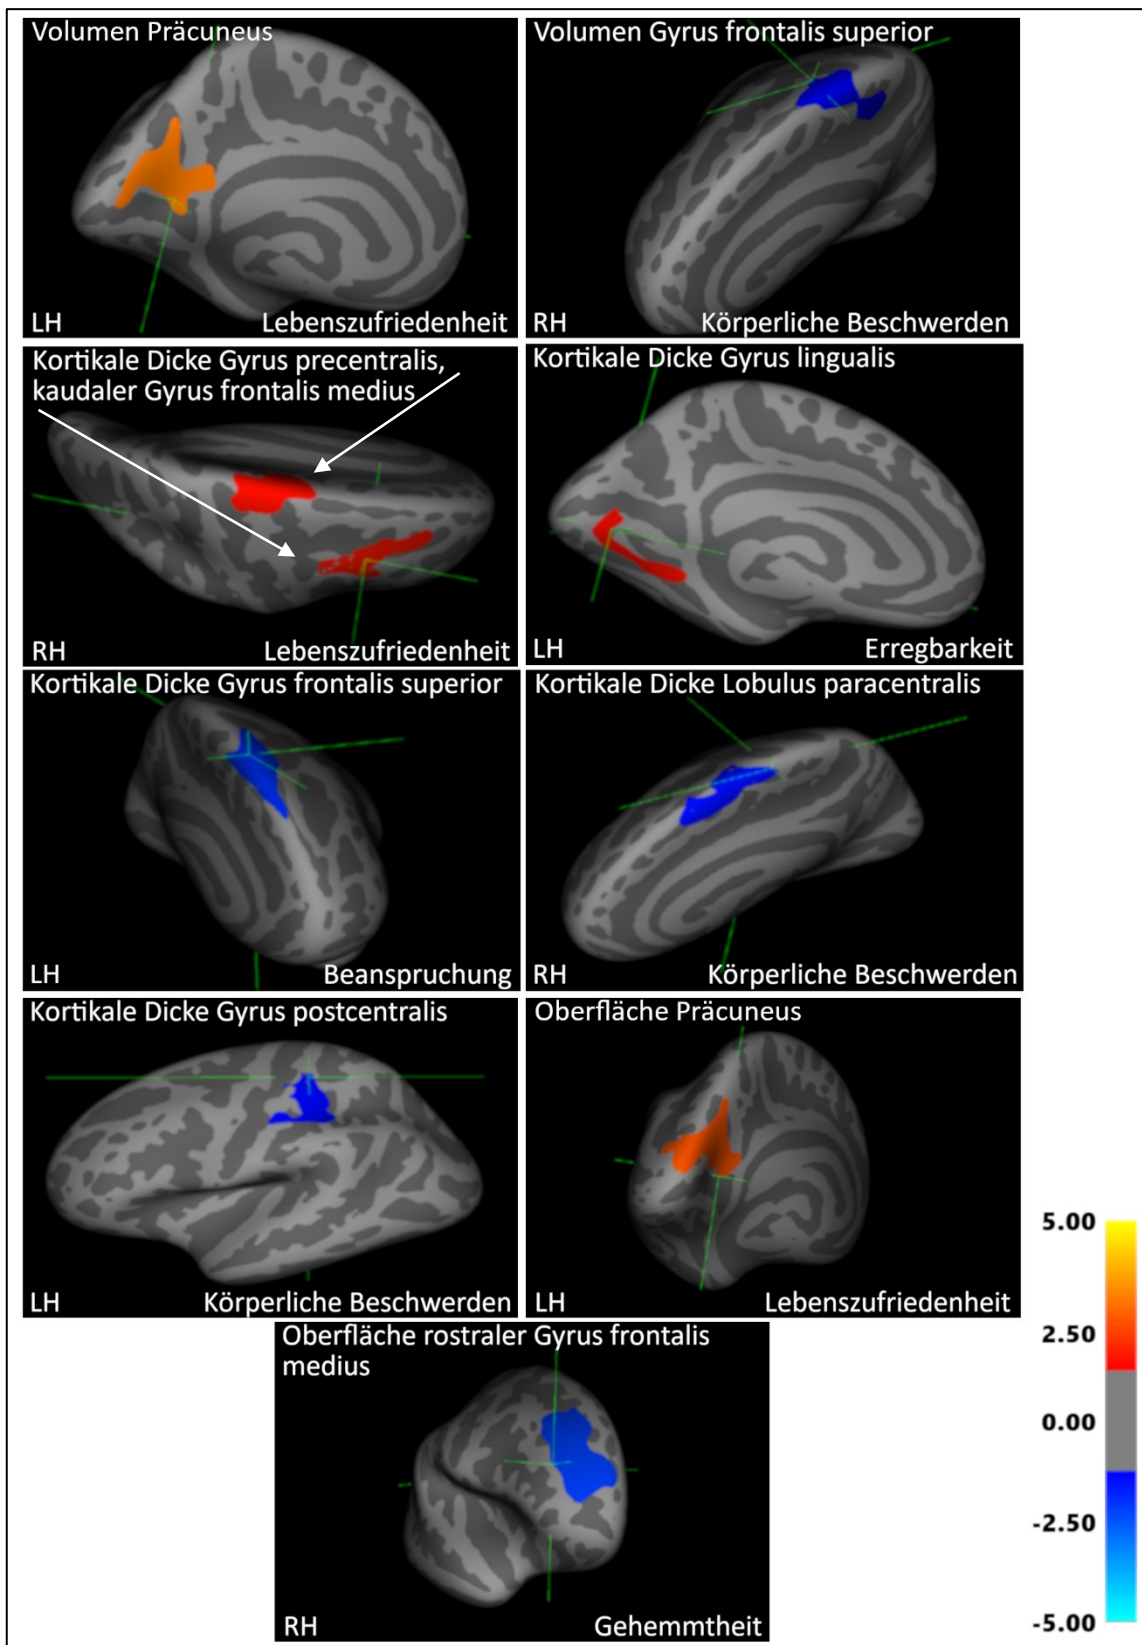 Volumen Präcuneus
LH
Lebenszufriedenheit
Volumen Gyrus frontalis superior
RH
Körperliche Beschwerden
Kortikale Dicke Gyrus precentralis,
kaudaler Gyrus frontalis medius
RH
Lebenszufriedenheit
Kortikale Dicke Gyrus lingualis
LH
Erregbarkeit
Kortikale Dicke Gyrus frontalis superior
LH
Beanspruchung
Kortikale Dicke Lobulus paracentralis
RH
Körperliche Beschwerden
Kortikale Dicke Gyrus postcentralis
LH
Körperliche Beschwerden
Oberfläche Präcuneus
LH
Lebenszufriedenheit
Oberfläche rostraler Gyrus frontalis
medius
RH
Gehemmtheit
5.00
2.50
0.00
-2.50
-5.00